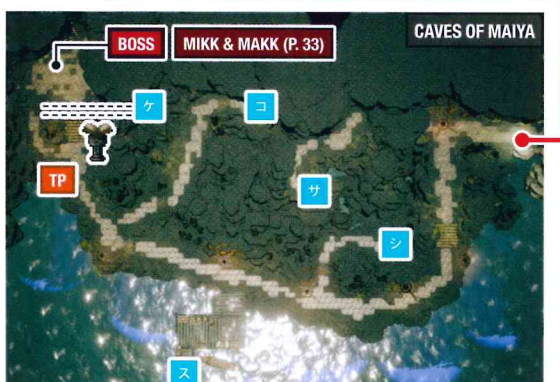 CAVES OF MAIYA
BOSS MIKK & MAKK (P. 33)
ケ
コ
サ
TP
シ
ス